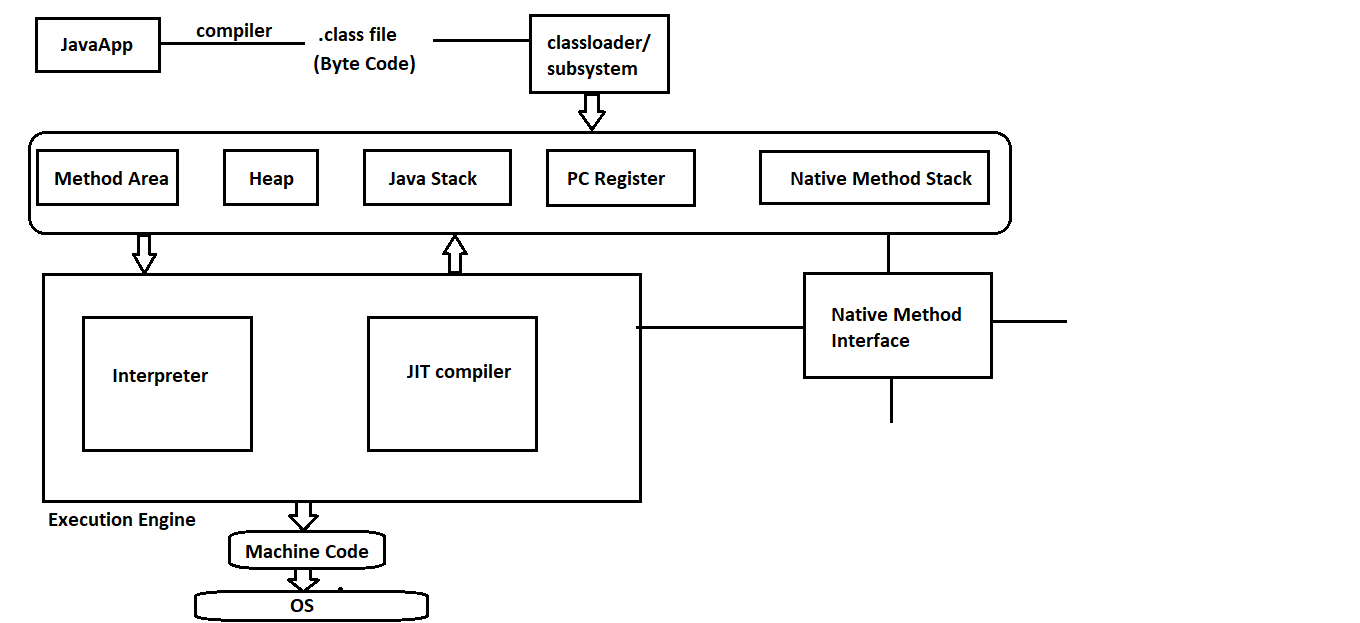 JavaApp
compiler
.class file
(Byte Code)
classloader/
subsystem
Method Area
Heap
Java Stack
PC Register
Native Method Stack
Native Method
Interface
Interpreter
JIT compiler
Execution Engine
Machine Code
OS